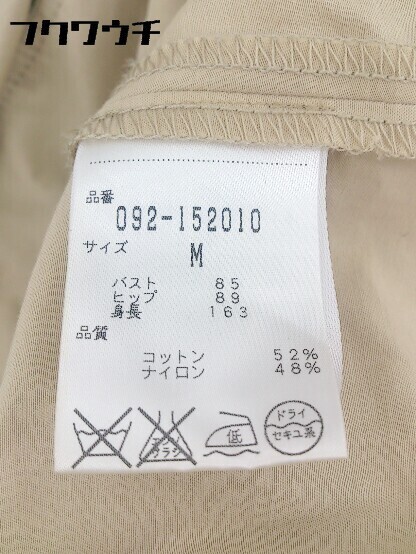 フクウウチ
品番
092-152010
サイズ
M
バスト 85
ヒップ 89
身長 163
品質
コットン 52%
ナイロン 48%
低
ドライ
セキユ系